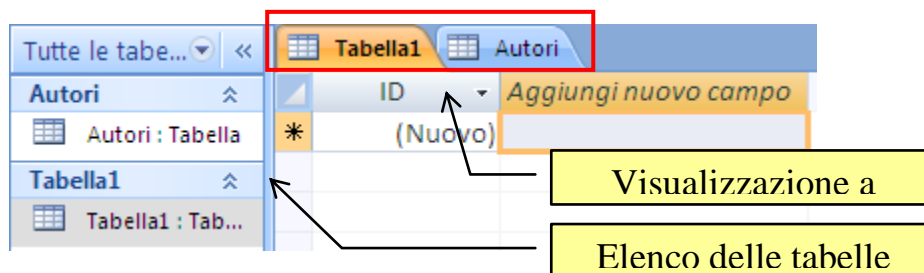 Tutte le tabe... «
Tabella1 Autori
Autori
Autori : Tabella
Tabella1
Tabella1 : Tab...
ID Aggiungi nuovo campo
* (Nuovo)
Visualizzazione a
Elenco delle tabelle